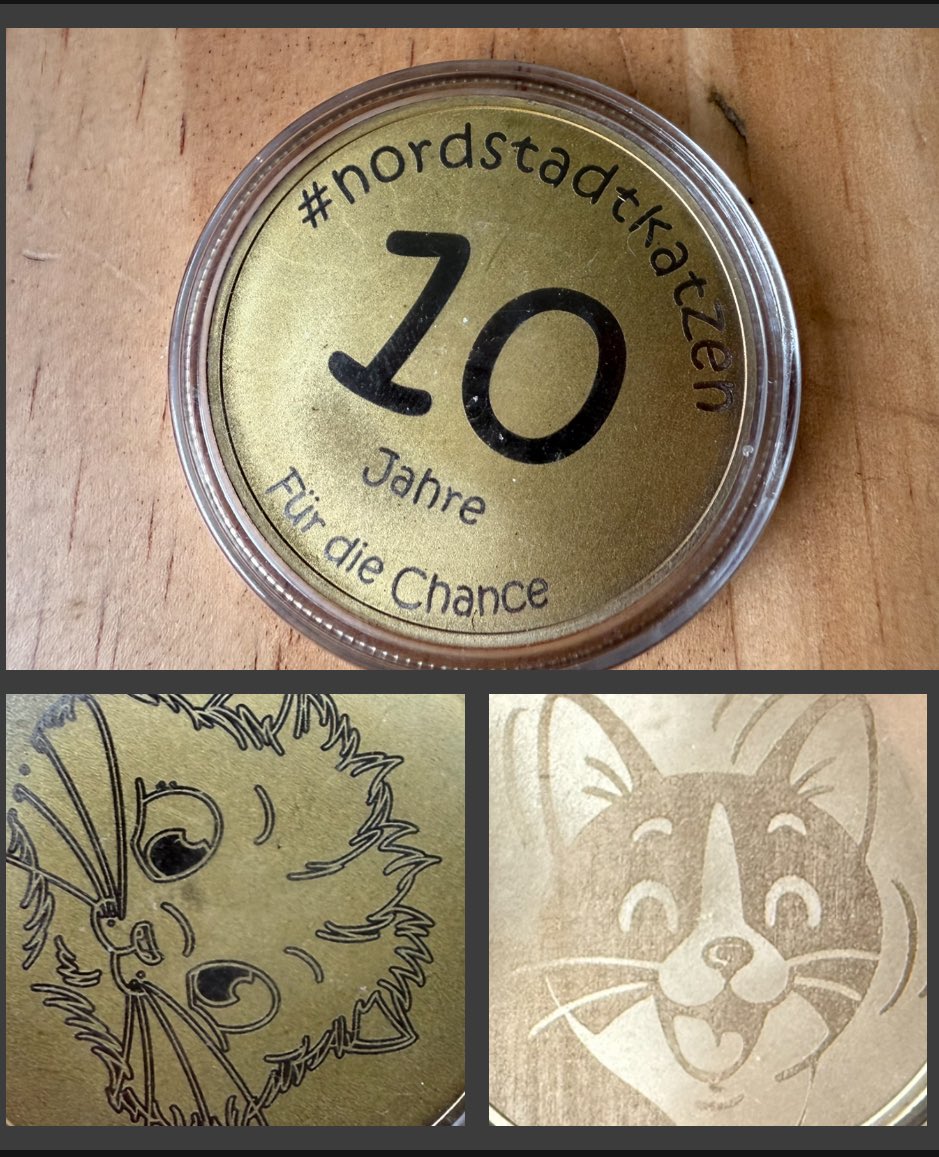 #nordstadtkatzen
10
Jahre
Für die Chance